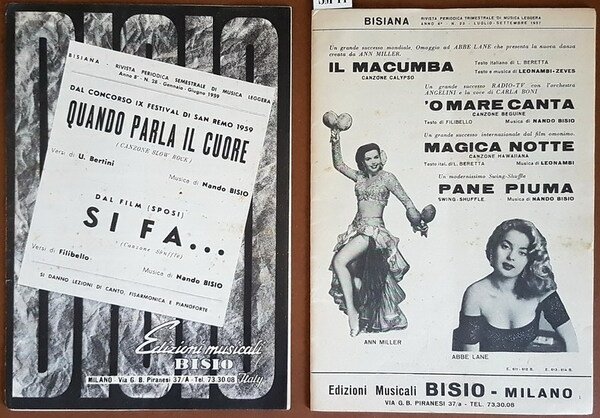 BISIO
BISIANA - RIVISTA PERIODICA SEMESTRALE DI MUSICA LEGGERA
Anno 8° - N. 28 - Gennaio - Giugno 1959
DAL CONCORSO IX FESTIVAL DI SAN REMO 1959
QUANDO PARLA IL CUORE
(CANZONE SLOW ROCK)
Versi di U. Bertini
Musica di Nando BISIO
DAL FILM (SPOSI)
SI FA...
(Canzone Shuffle)
Versi di Filibello
Musica di Nando BISIO
SI DANNO LEZIONI DI CANTO, FISARMONICA E PIANOFORTE
Edizioni musicali
BISIO
MILANO - Via G. B. Piranesi 37/A - Tel. 73.30.08 Italy
BISIANA RIVISTA PERIODICA TRIMESTRALE DI MUSICA LEGGERA
LUGLIO-SETTEMBRE 1957
Un grande successo mondiale. Omaggio ad ABBE LANE che presenta la nuova danza
creata da ANN MILLER.
IL MACUMBA
CANZONE CALYPSO
Testo italiano di L. BERETTA
Testo e musica di LEONAMBI-ZEVES
Un grande successo RADIO-TV con l'orchestra
ANGELINI e la voce di CARLA BONI
'O MARE CANTA
CANZONE BEGUINE
Testo di FILIBELLO
Musica di NANDO BISIO
Un grande successo internazionale dal film omonimo.
MAGICA NOTTE
CANZONE HAWAIIANA
Testo ital. di L. BERETTA
Musica di LEONAMBI
Un modernissimo Swing-Shuffle
PANE PIUMA
SWING-SHUFFLE
Musica di NANDO BISIO
ANN MILLER
ABBE LANE
E. 611 - 612 B. E. 613 - 614 B.
Edizioni Musicali BISIO - MILANO
VIA G. B. PIRANESI 37/A - TEL. 73.30.08